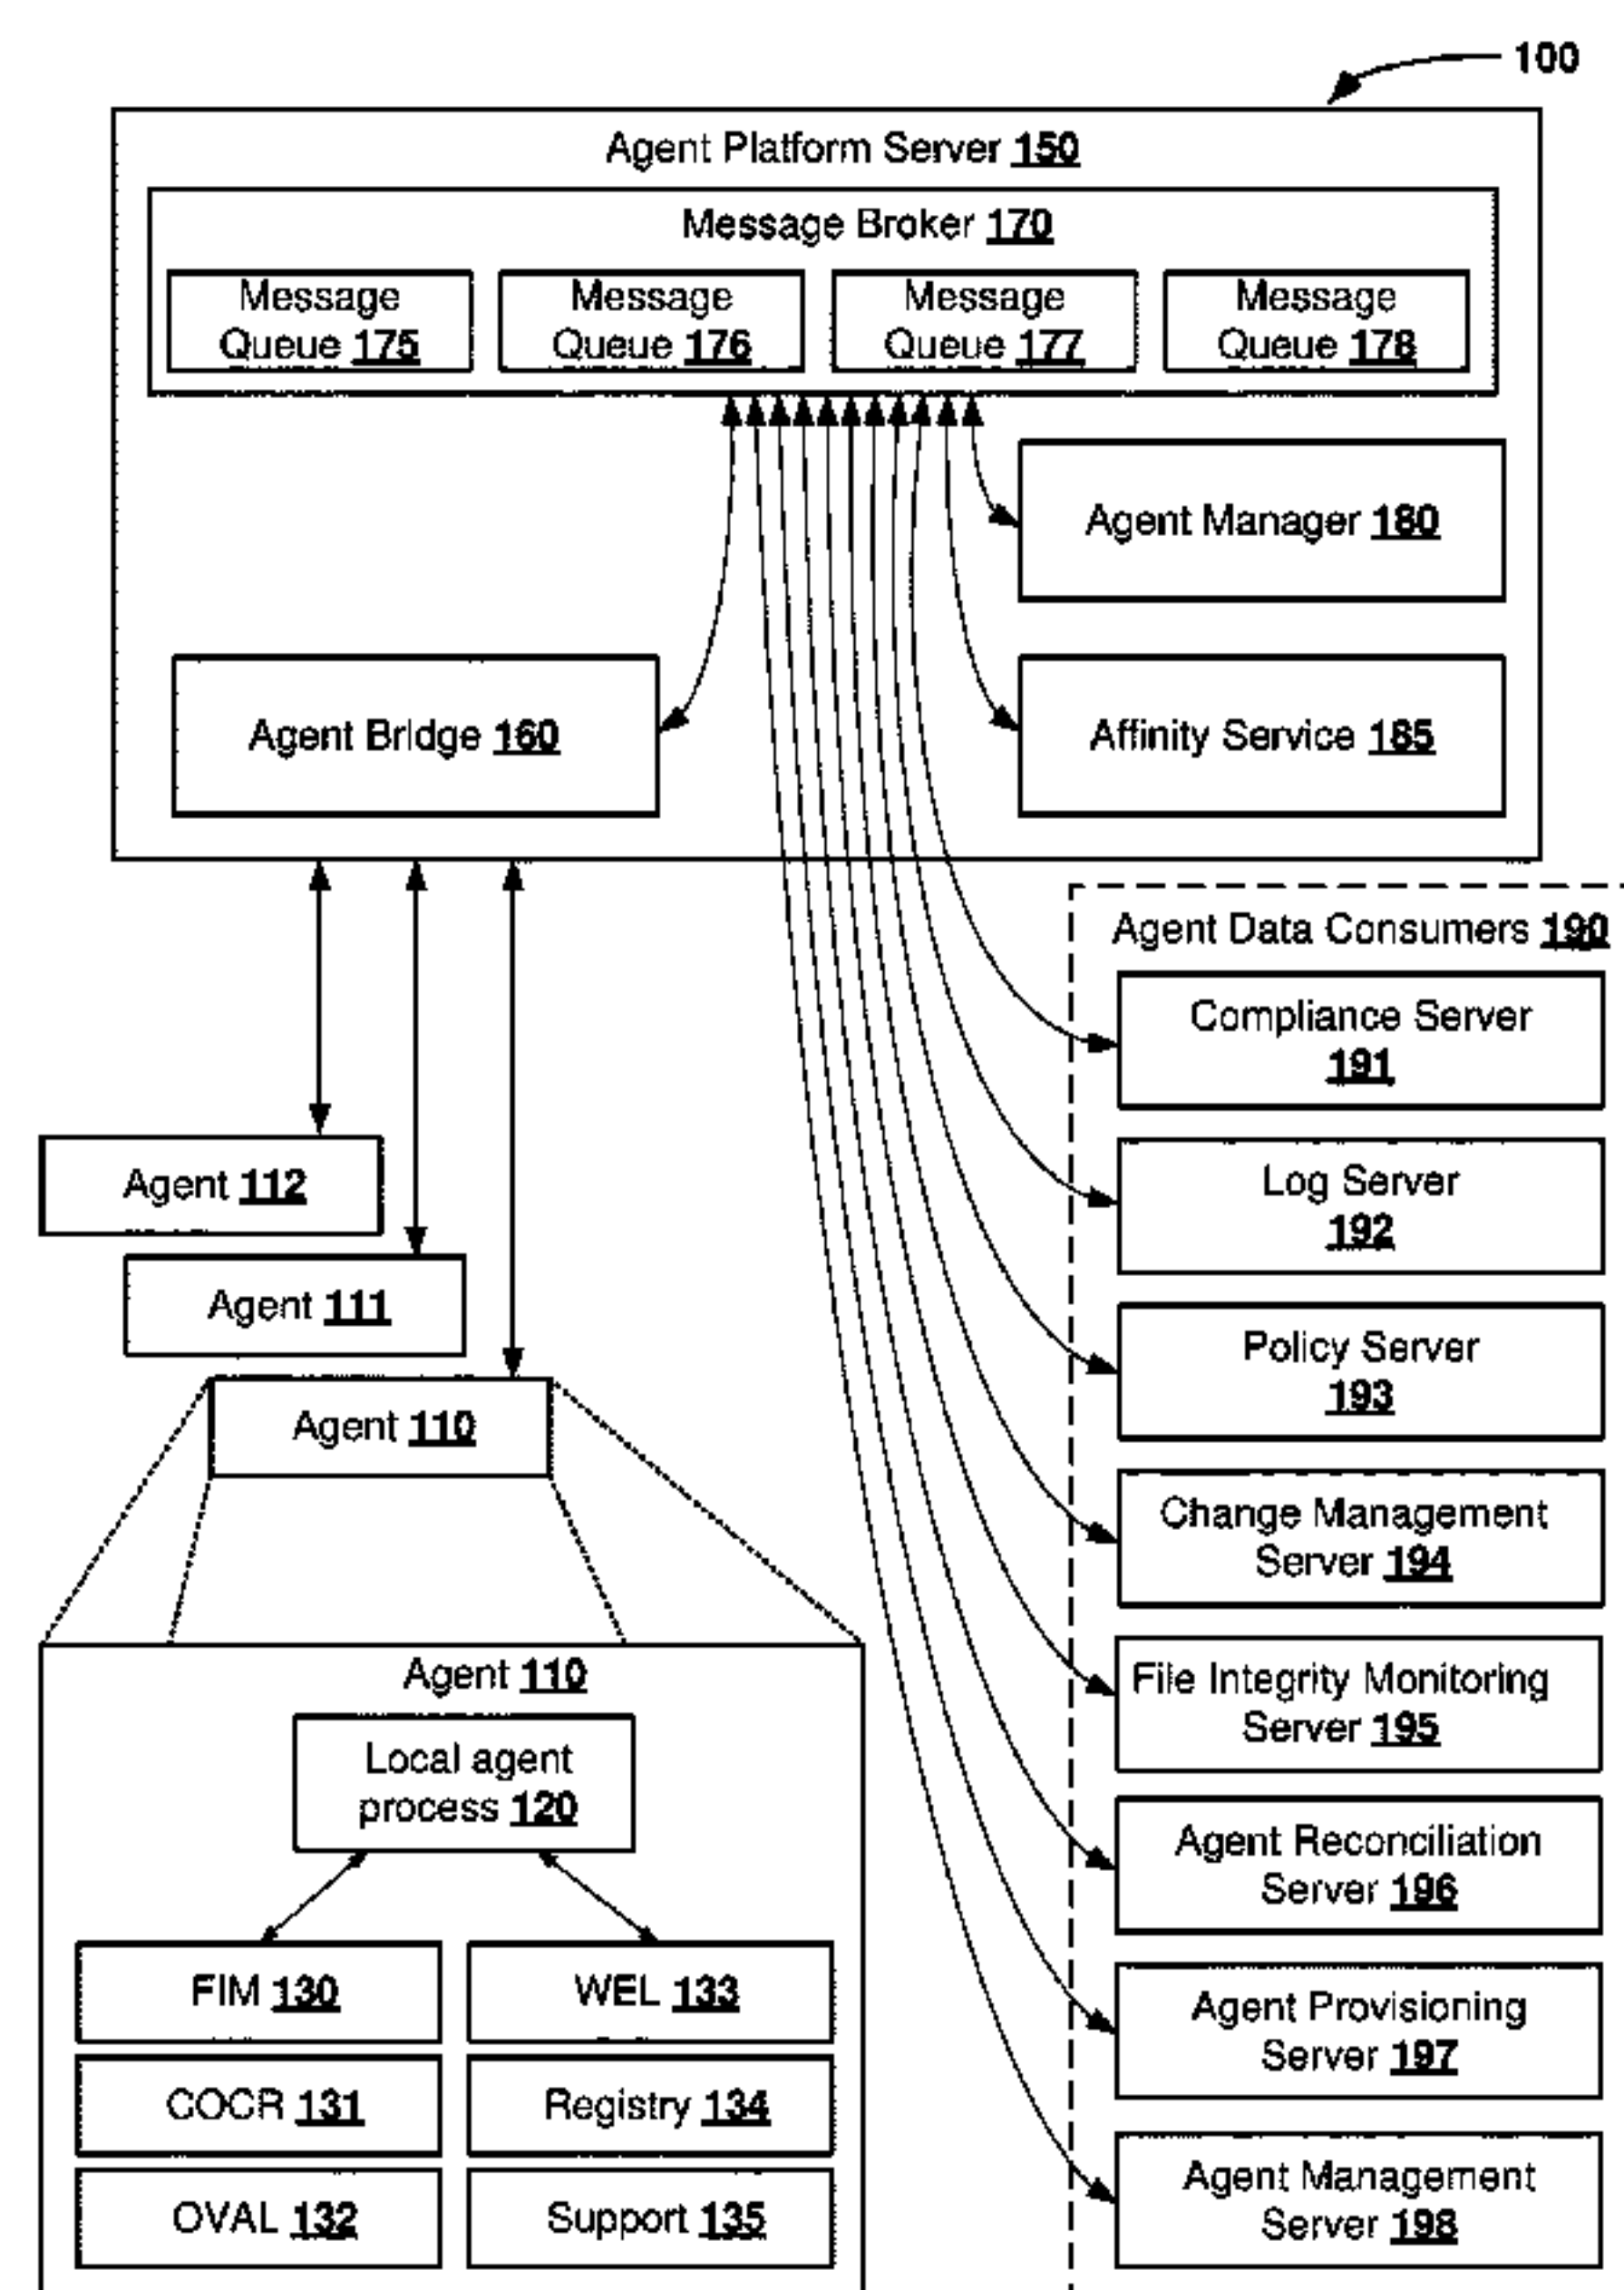 100
Agent Platform Server 150
Message Broker 170
Message
Queue 175
Message
Queue 176
Message
Queue 177
Message
Queue 178
Agent Manager 180
Agent Bridge 160
Affinity Service 185
Agent Data Consumers 190
Compliance Server
191
Log Server
192
Policy Server
193
Change Management
Server 194
File Integrity Monitoring
Server 195
Agent Reconciliation
Server 196
Agent Provisioning
Server 197
Agent Management
Server 198
Agent 112
Agent 111
Agent 110
Agent 110
Local agent
process 120
FIM 130
WEL 133
COCR 131
Registry 134
OVAL 132
Support 135